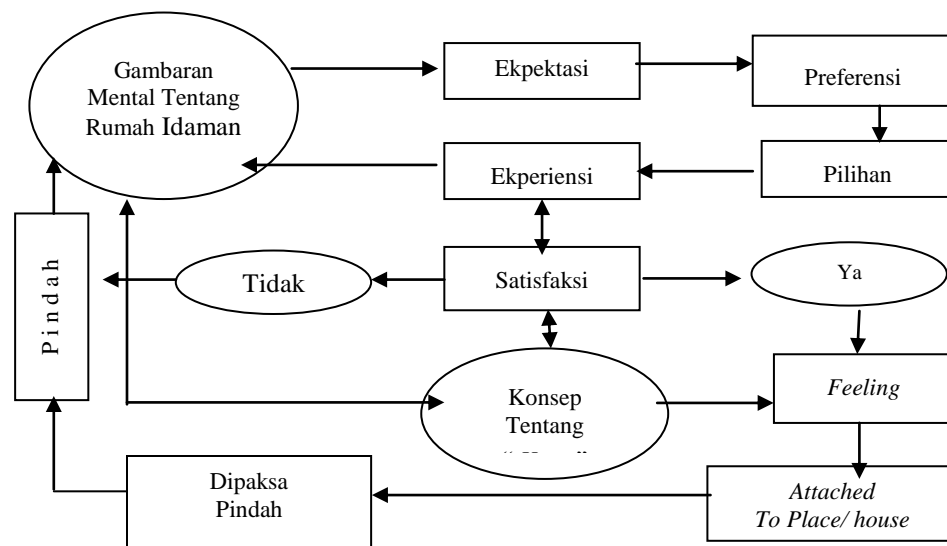 Gambaran
Mental Tentang
Rumah Idaman
Ekpektasi
Preferensi
Ekperiensi
Pilihan
Pindah
Tidak
Satisfaksi
Ya
Konsep
Tentang
Feeling
Dipaksa
Pindah
Attached
To Place/ house